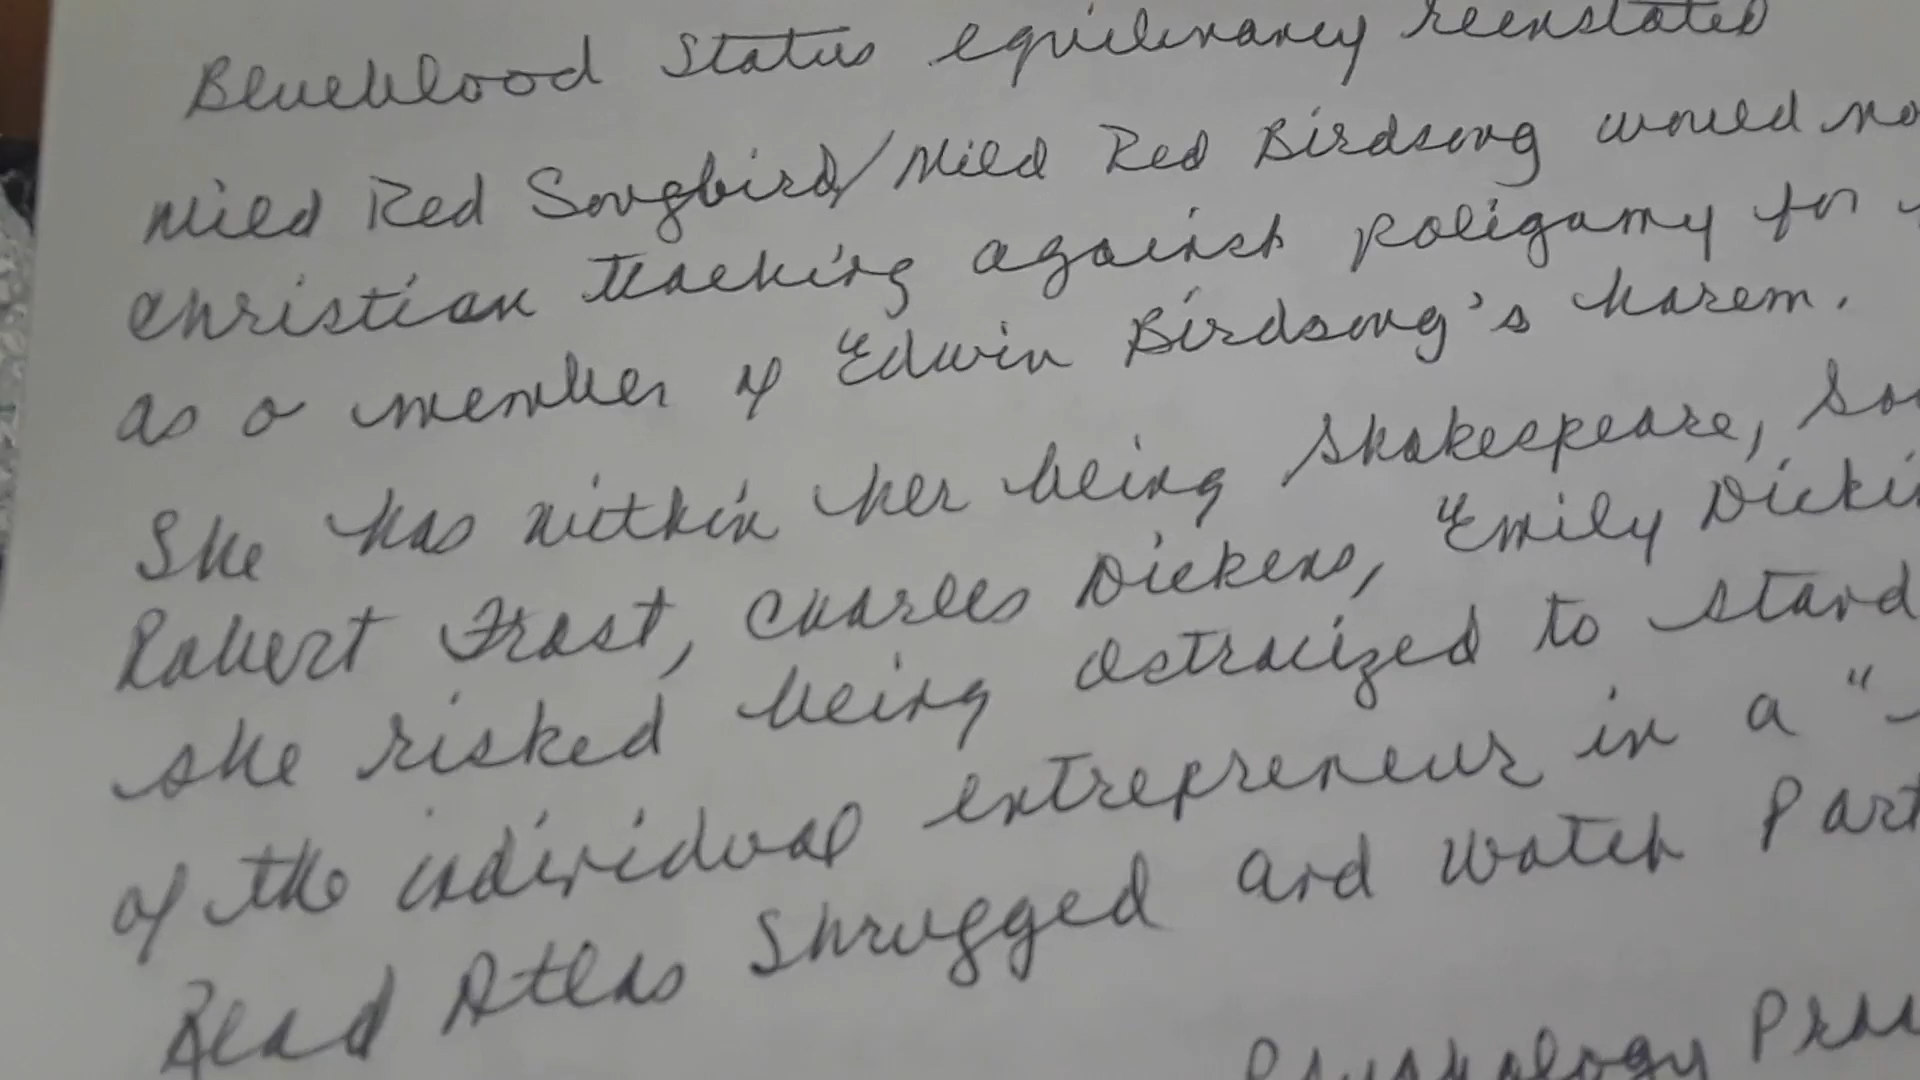 Blueblood Status equilivancy reenstated
Mild Red Songbird/Mild Red Birdsong would no
Christian teaching against poligamy for
as a member of Edwin Birdsong's harem.
She has within her being Shakespeare, So
Robert Frost, Charles Dickens, Emily Dicki
she risked being ostracized to stand
of the individual entrepreneur in a "
Read Atlas Shrugged and watch Part